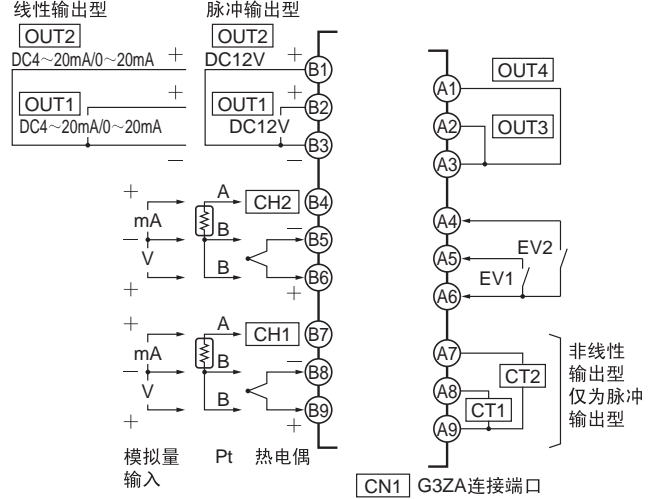 线性输出型 脉冲输出型
OUT2 OUT2
DC4～20mA/0～20mA + DC12V + B1
OUT1 + OUT1 + B2
DC4～20mA/0～20mA DC12V
— — B3
+ A CH2 B4
mA
— B — B5
V
+ B + B6
+ A CH1 B7
mA
— B — B8
V
+ B + B9
模拟量 Pt 热电偶
输入
A1 OUT4
A2 OUT3
A3
A4
A5 EV1 EV2
A6
A7 CT2
A8 CT1
A9
非线性
输出型
仅为脉冲
输出型
CN1 G3ZA连接端口